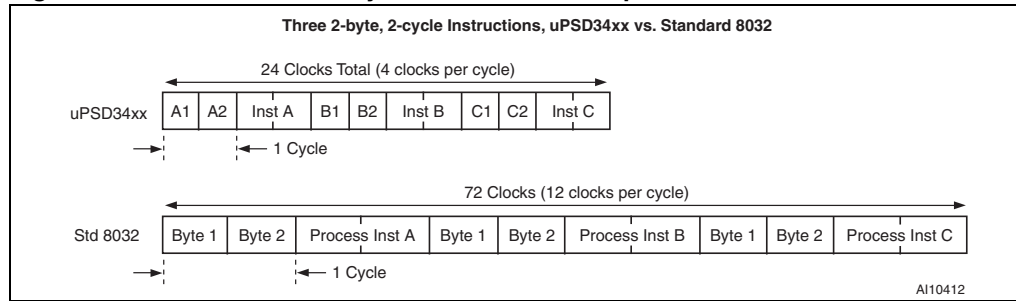 Three 2-byte, 2-cycle Instructions, uPSD34xx vs. Standard 8032
24 Clocks Total (4 clocks per cycle)
uPSD34xx A1 A2 Inst A B1 B2 Inst B C1 C2 Inst C
1 Cycle
72 Clocks (12 clocks per cycle)
Std 8032 Byte 1 Byte 2 Process Inst A Byte 1 Byte 2 Process Inst B Byte 1 Byte 2 Process Inst C
1 Cycle
AI10412